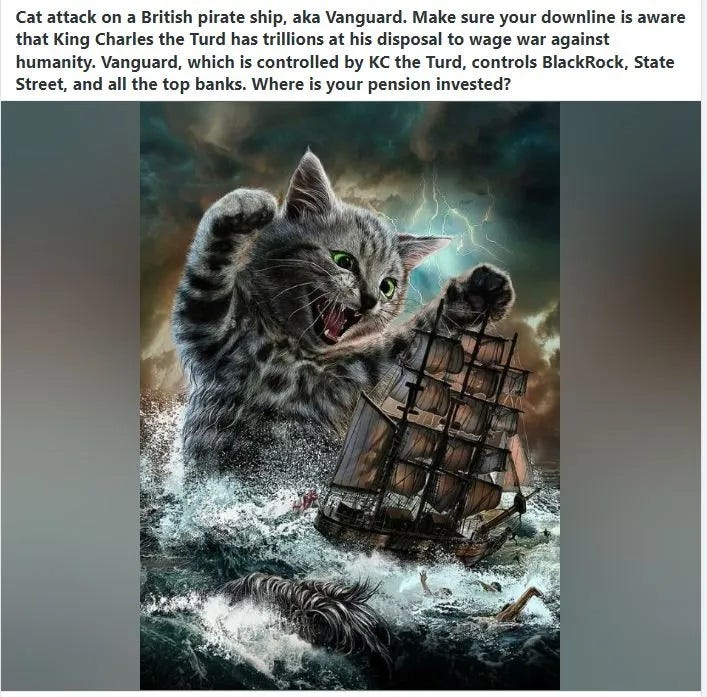 Cat attack on a British pirate ship, aka Vanguard. Make sure your downline is aware
that King Charles the Turd has trillions at his disposal to wage war against
humanity. Vanguard, which is controlled by KC the Turd, controls BlackRock, State
Street, and all the top banks. Where is your pension invested?